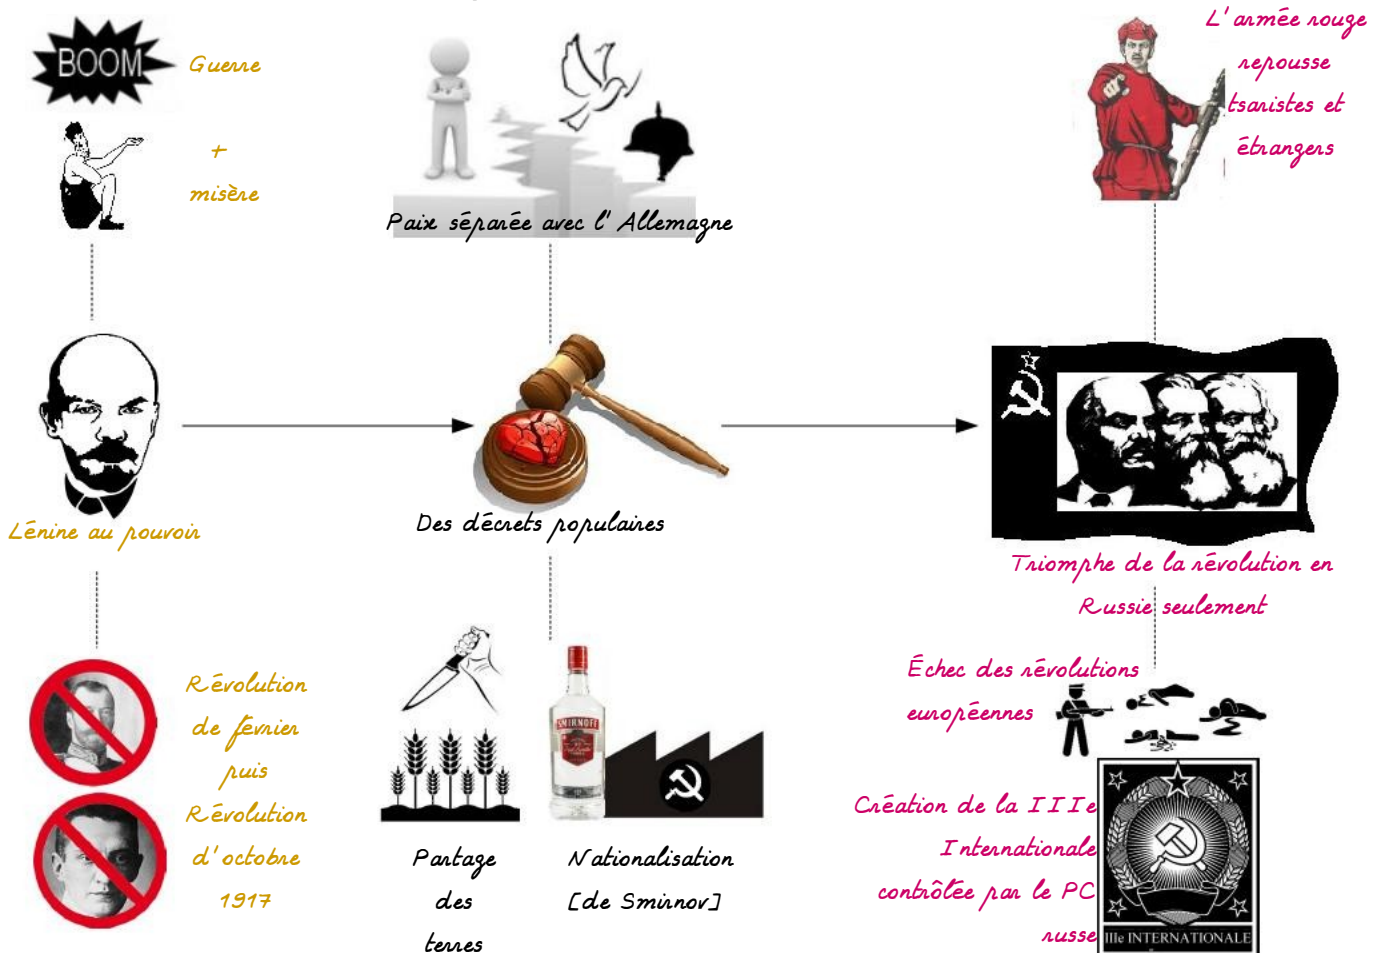 BOOM
Guerre
+
misère
Paix séparée avec l'Allemagne
L'armée rouge
repousse
tsaristes et
étrangers
Lénine au pouvoir
Des décrets populaires
Triomphe de la révolution en
Russie seulement
Révolution
de février
puis
Révolution
d'octobre
1917
SMIRNOFF
Partage
des
terres
Nationalisation
[de Smirnov]
Échec des révolutions
européennes
Création de la IIIe
Internationale
contrôlée par le PC
russe
IIIe INTERNATIONALE